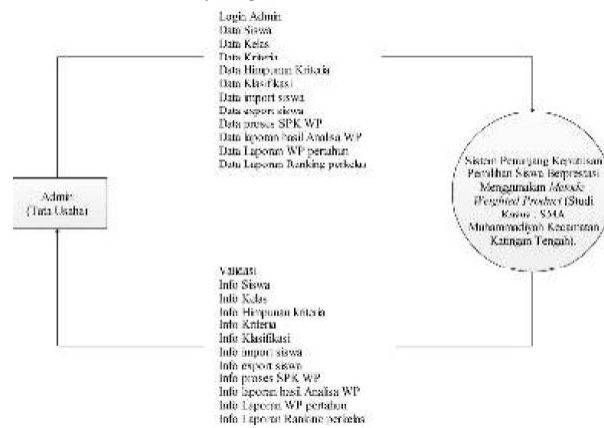 Login Admin
Data Siswa
Data Kelas
Data Kriteria
Data Himpunan Kriteria
Data Klasifikasi
Data import siswa
Data export siswa
Data proses SPK WP
Data laporan hasil Analisa WP
Data Laporan WP pertahun
Data Laporan Ranking perkelas
Admin
(Tata Usaha)
Sistem Penunjang Keputusan
Pemilihan Siswa Berprestasi
Menggunakan Metode
Weighted Product (Studi
Kasus : SMA
Muhammadiyah Kecamatan
Katingan Tengah).
Validasi
Info Siswa
Info Kelas
Info Himpunan kriteria
Info Kriteria
Info Klasifikasi
Info import siswa
Info export siswa
Info proses SPK WP
Info laporan hasil Analisa WP
Info Laporan WP pertahun
Info Laporan Ranking perkelas